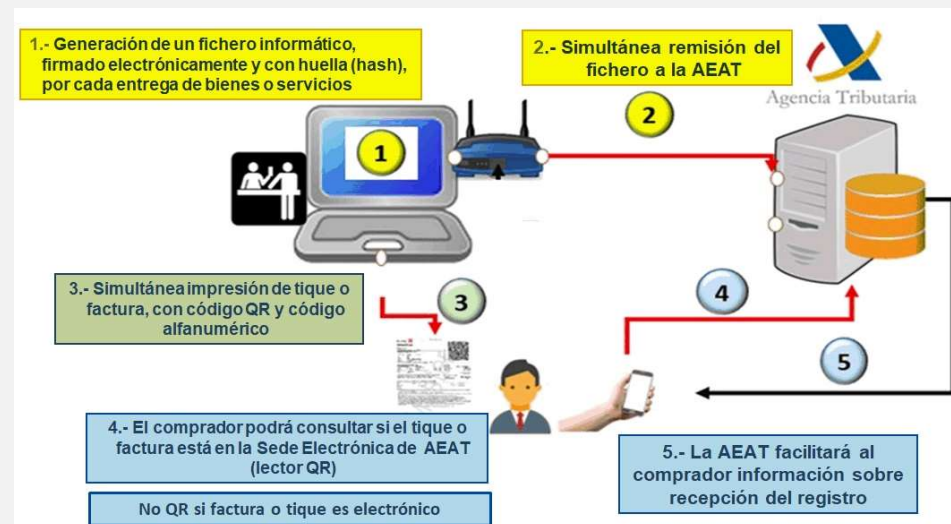 1.- Generación de un fichero informático,
firmado electrónicamente y con huella (hash),
por cada entrega de bienes o servicios
2.- Simultánea remisión del
fichero a la AEAT
Agencia Tributaria
1
2
3.- Simultánea impresión de tique o
factura, con código QR y código
alfanumérico
3
4
5
4.- El comprador podrá consultar si el tique o
factura está en la Sede Electrónica de AEAT
(lector QR)
No QR si factura o tique es electrónico
5.- La AEAT facilitará al
comprador información sobre
recepción del registro